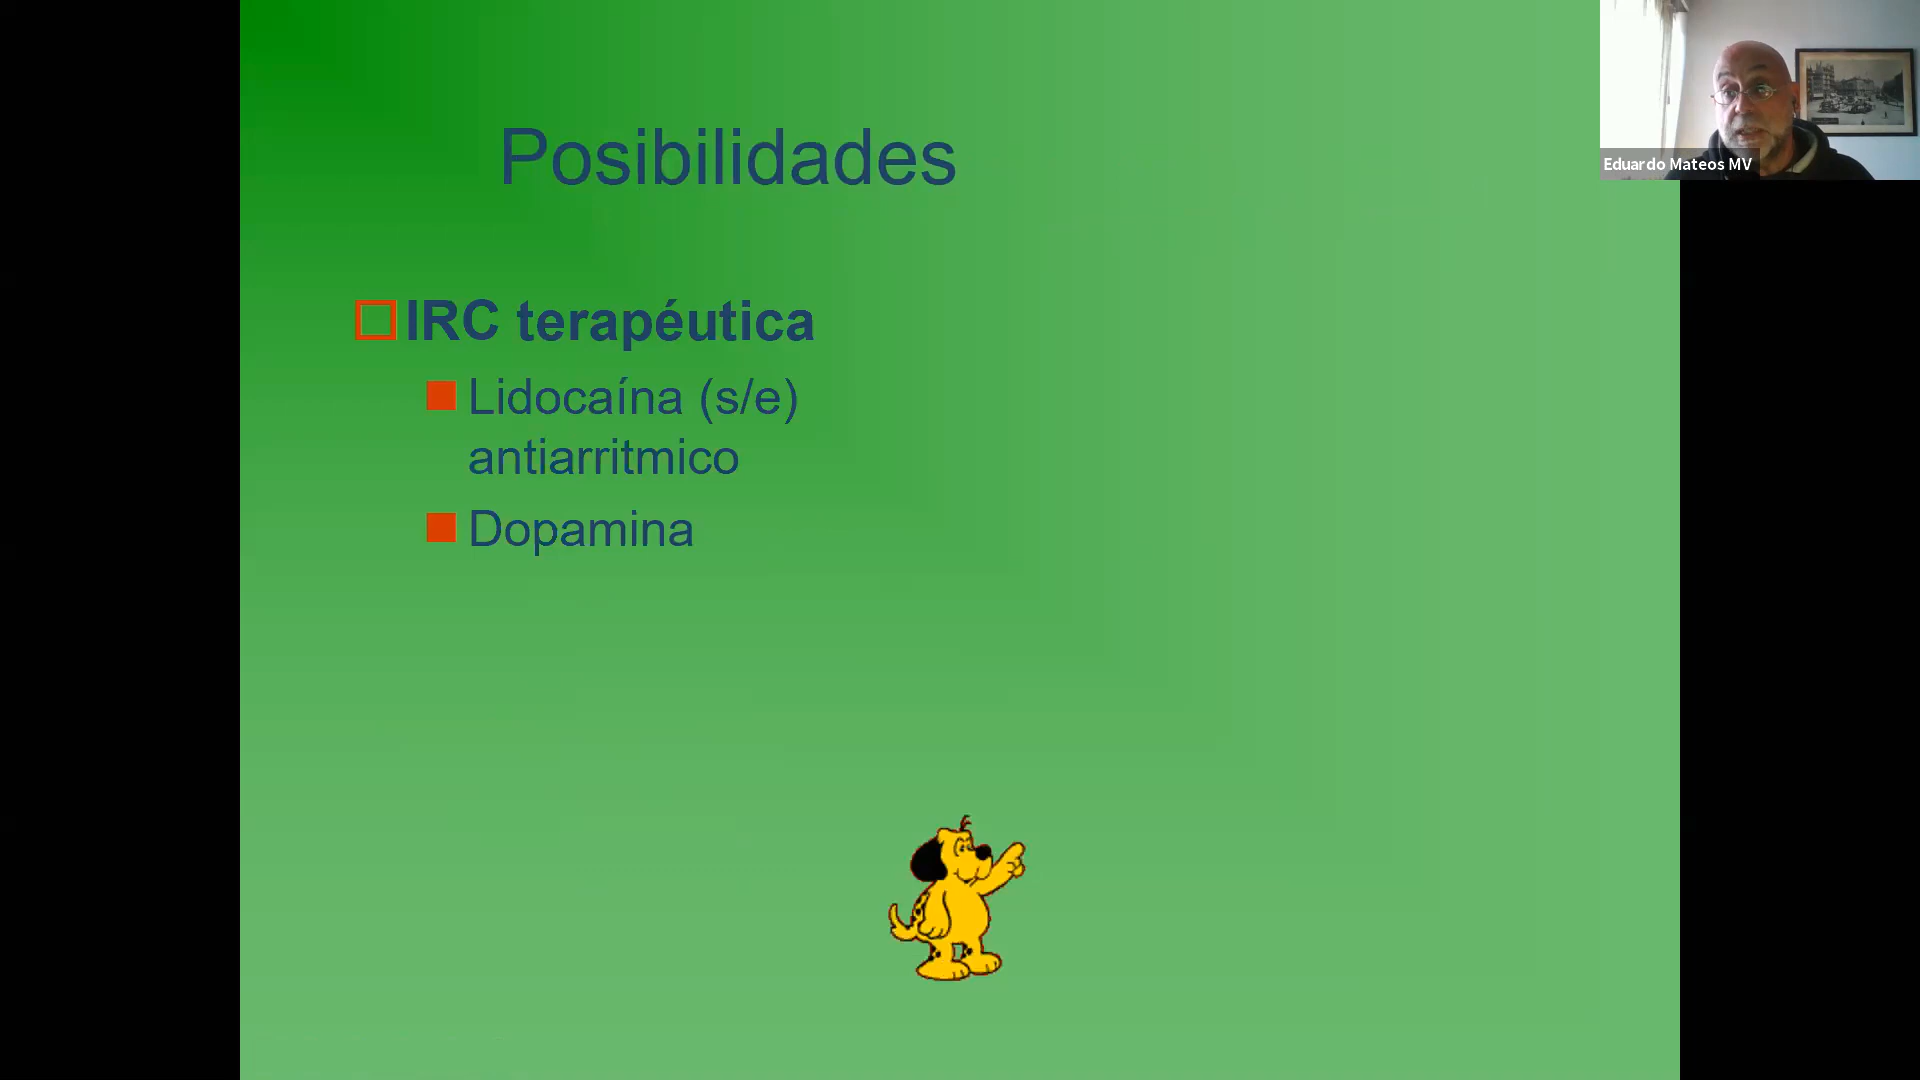 Posibilidades
IRC terapéutica
Lidocaína (s/e)
antiarritmico
Dopamina
Eduardo Mateos MV